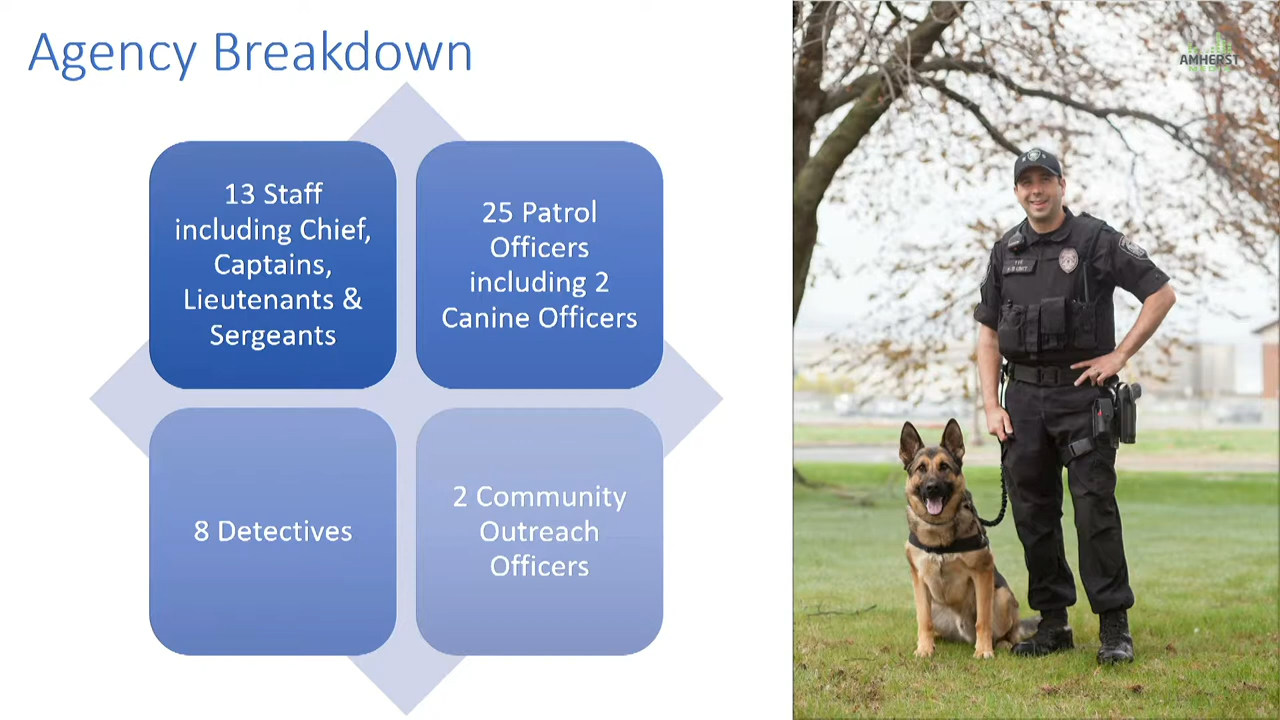 Agency Breakdown
13 Staff
including Chief,
Captains,
Lieutenants &
Sergeants
25 Patrol
Officers
including 2
Canine Officers
8 Detectives
2 Community
Outreach
Officers
AMHERST
MEDIA